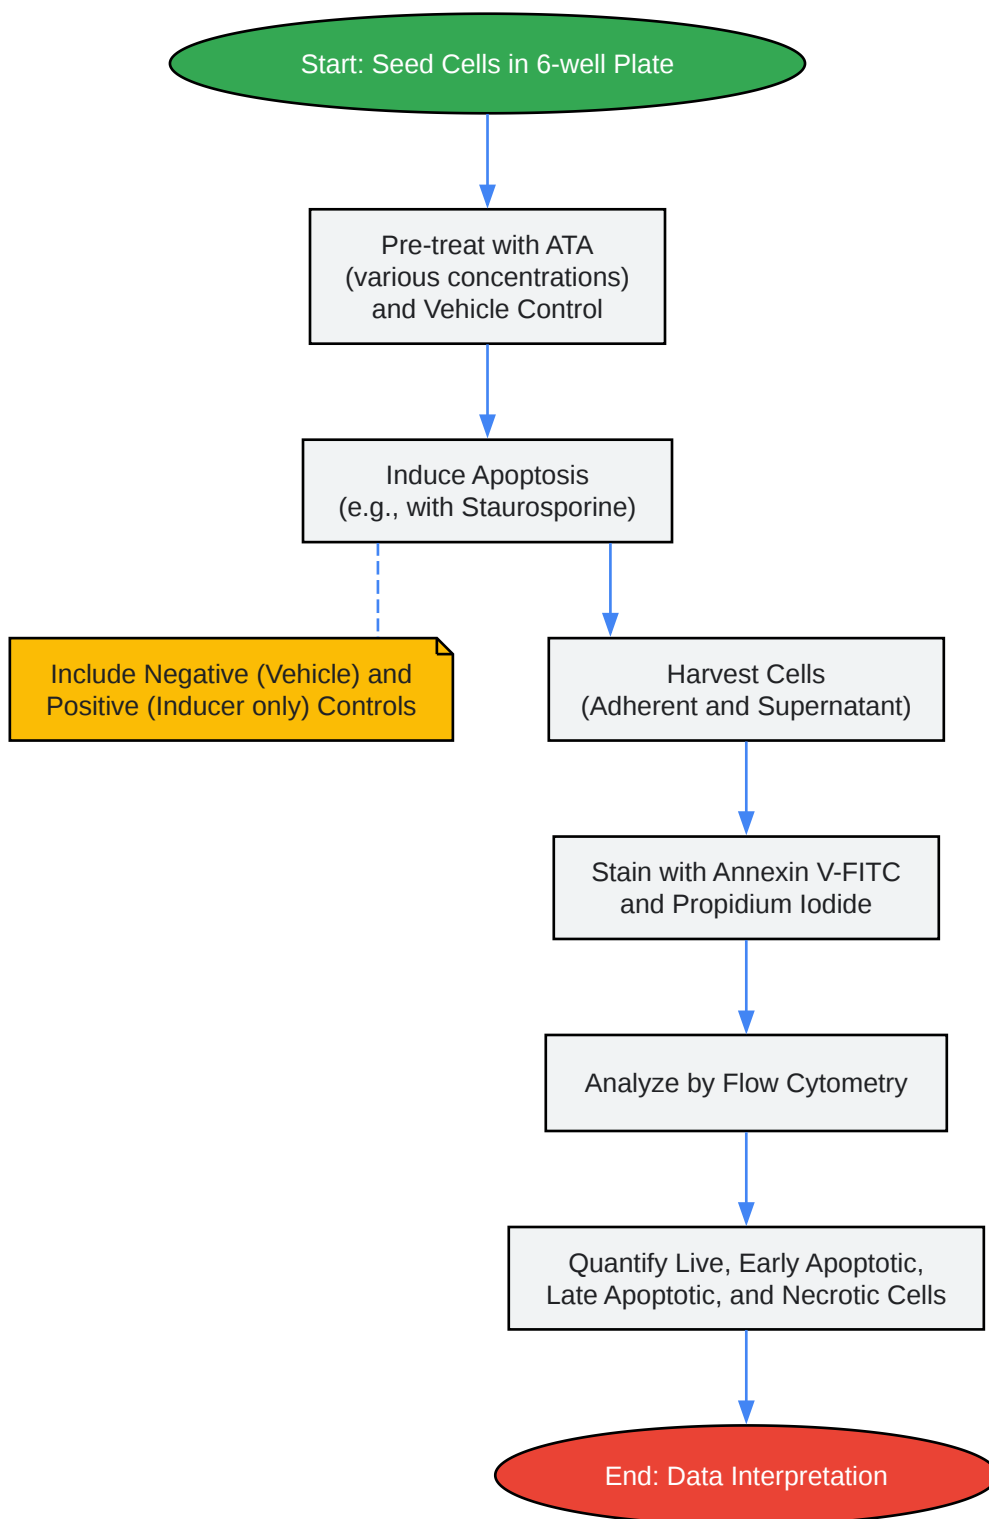 Start: Seed Cells in 6-well Plate
Pre-treat with ATA
(various concentrations)
and Vehicle Control
Induce Apoptosis
(e.g., with Staurosporine)
Include Negative (Vehicle) and
Positive (Inducer only) Controls
Harvest Cells
(Adherent and Supernatant)
Stain with Annexin V-FITC
and Propidium Iodide
Analyze by Flow Cytometry
Quantify Live, Early Apoptotic,
Late Apoptotic, and Necrotic Cells
End: Data Interpretation